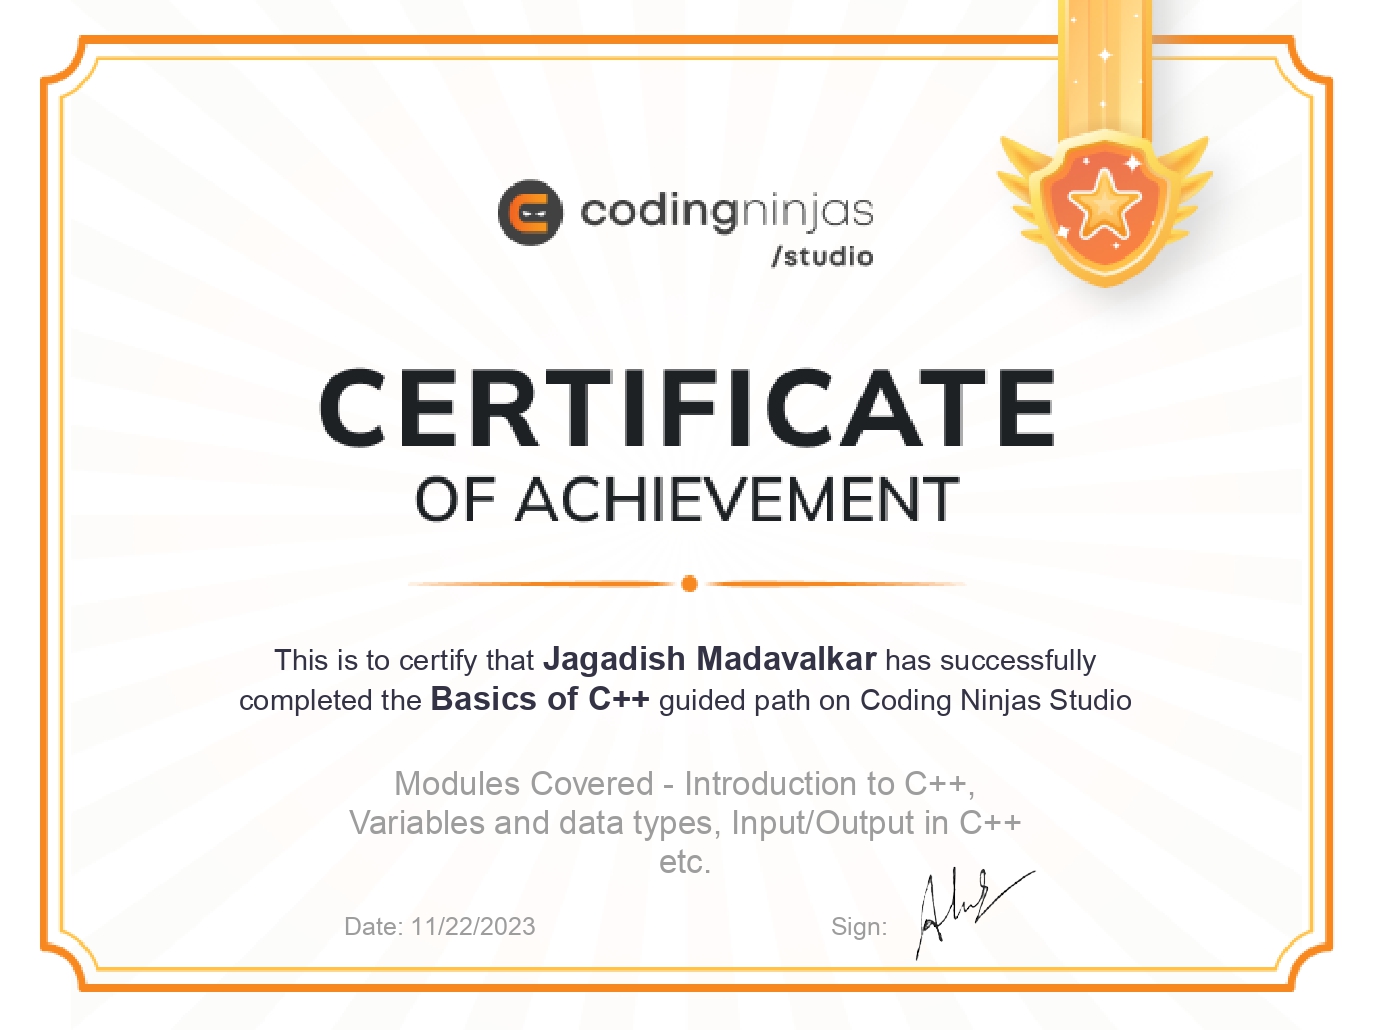 codingninjas
/studio
CERTIFICATE
OF ACHIEVEMENT
This is to certify that Jagadish Madavalkar has successfully
completed the Basics of C++ guided path on Coding Ninjas Studio
Modules Covered - Introduction to C++,
Variables and data types, Input/Output in C++
etc.
Date: 11/22/2023
Sign: